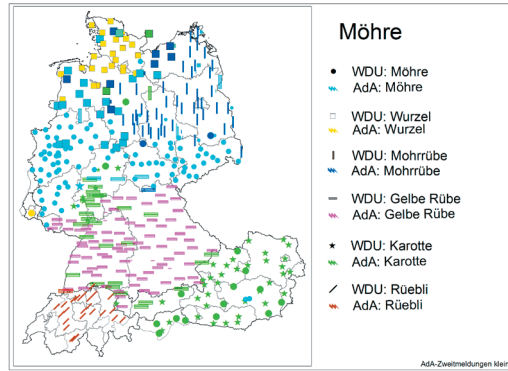 Möhre
WDU: Möhre
AdA: Möhre
WDU: Wurzel
AdA: Wurzel
WDU: Mohrrübe
AdA: Mohrrübe
WDU: Gelbe Rübe
AdA: Gelbe Rübe
WDU: Karotte
AdA: Karotte
WDU: Rüebli
AdA: Rüebli
AdA-Zweitmeldungen klein